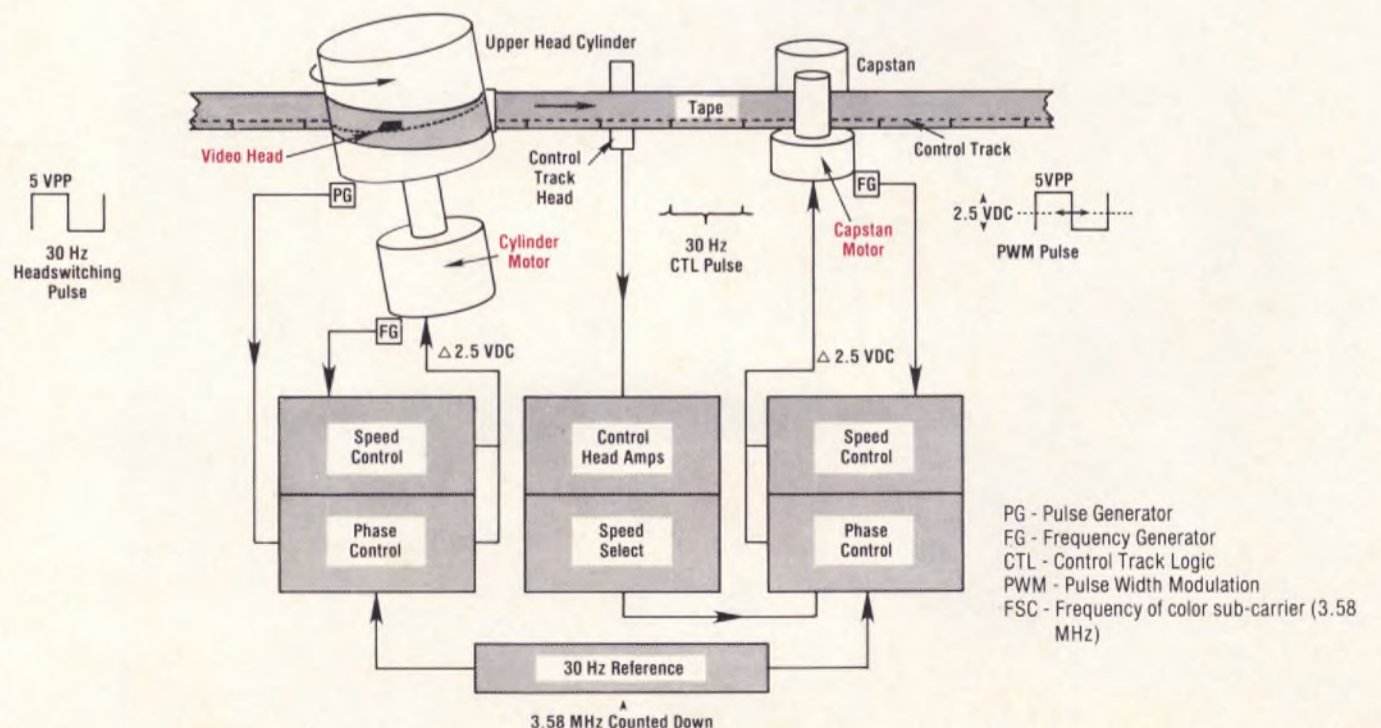 Upper Head Cylinder
Capstan
Tape
Video Head
Control
Track
Head
Control Track
5 VPP
30 Hz
Headswitching
Pulse
PG
Cylinder
Motor
FG
△ 2.5 VDC
30 Hz
CTL Pulse
FG
Capstan
Motor
5VPP
2.5 VDC
PWM Pulse
△ 2.5 VDC
Speed
Control
Phase
Control
Control
Head Amps
Speed
Select
Speed
Control
Phase
Control
30 Hz Reference
3.58 MHz Counted Down
PG - Pulse Generator
FG - Frequency Generator
CTL - Control Track Logic
PWM - Pulse Width Modulation
FSC - Frequency of color sub-carrier (3.58
MHz)